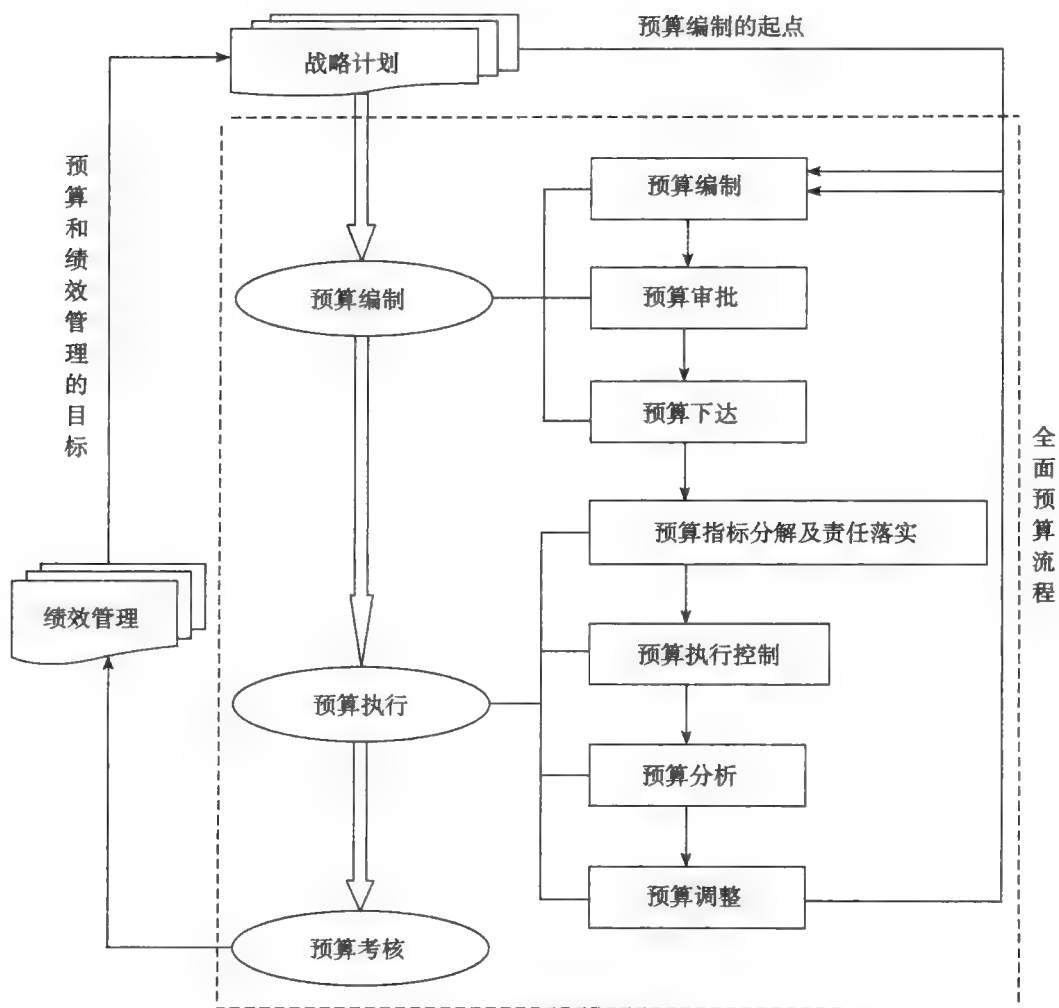 预算编制的起点
战略计划
预算和绩效管理的目标
预算编制
预算编制
预算审批
预算下达
全面预算流程
预算指标分解及责任落实
绩效管理
预算执行控制
预算执行
预算分析
预算调整
预算考核